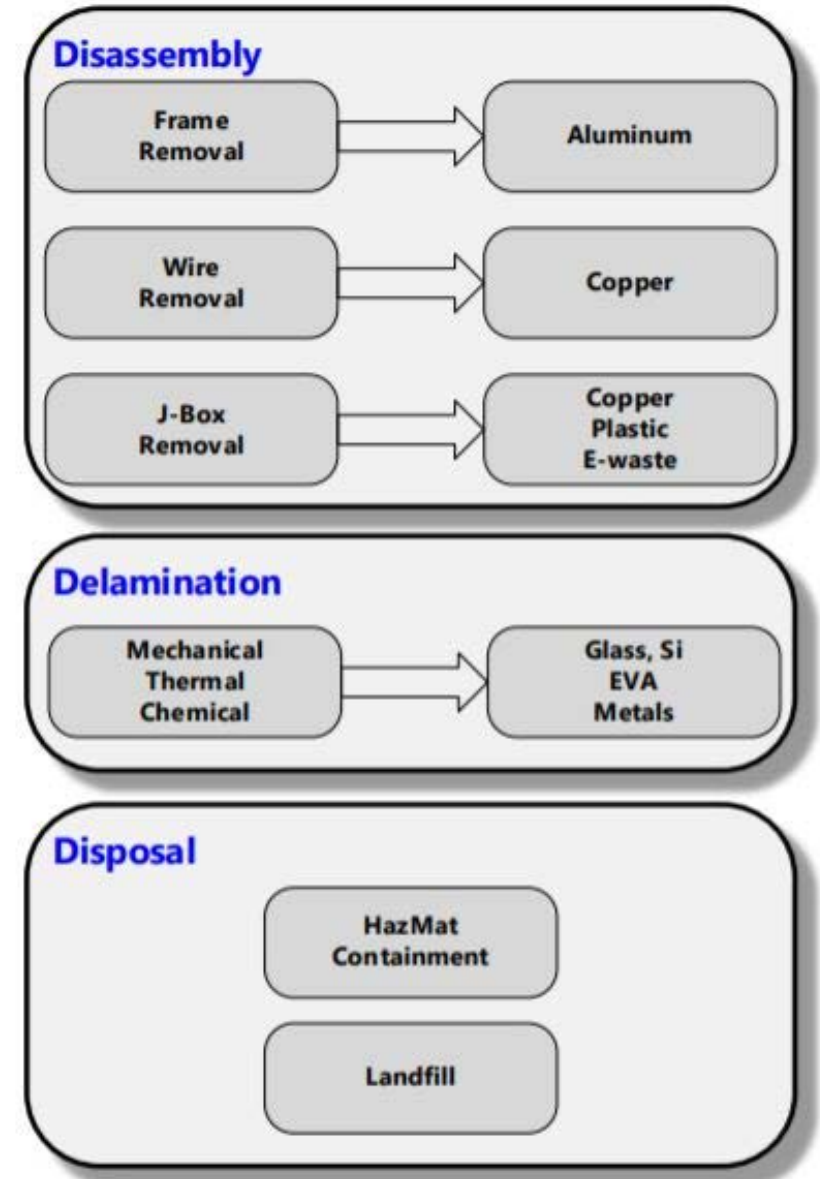 Disassembly
Frame
Removal
Aluminum
Wire
Removal
Copper
J-Box
Removal
Copper
Plastic
E-waste
Delamination
Mechanical
Thermal
Chemical
Glass, Si
EVA
Metals
Disposal
HazMat
Containment
Landfill